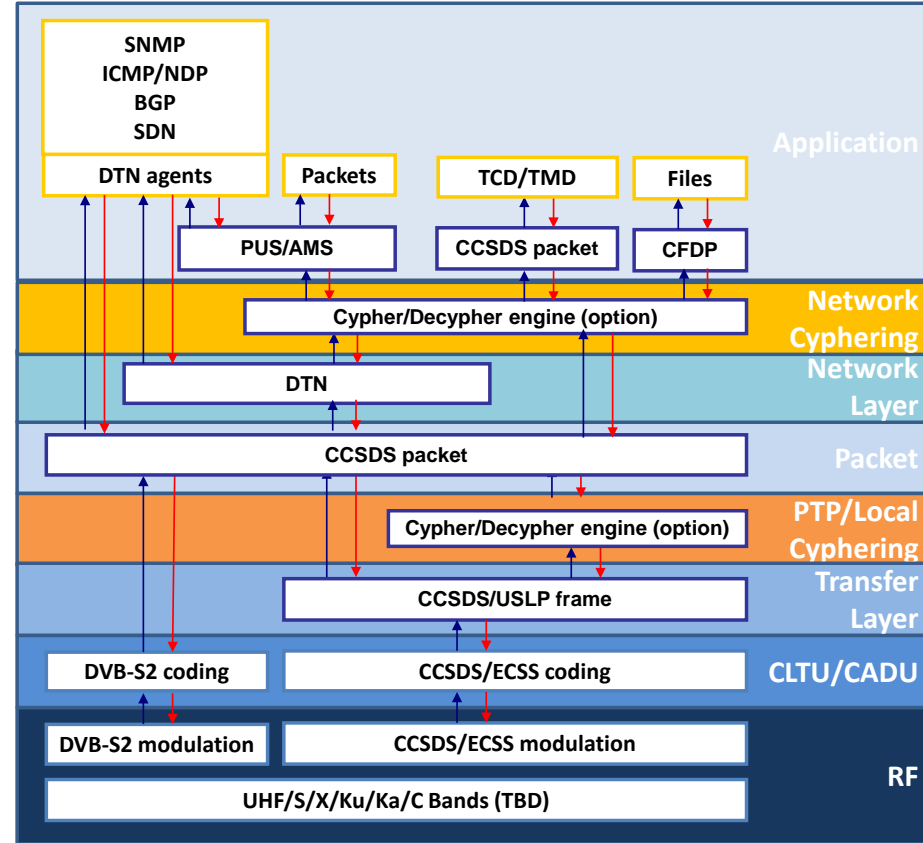 SNMP
ICMP/NDP
BGP
SDN
Application
DTN agents
Packets
TCD/TMD
Files
PUS/AMS
CCSDS packet
CFDP
Network
Cyphering
Cypher/Decypher engine (option)
Network
Layer
DTN
CCSDS packet
Packet
PTP/Local
Cyphering
Cypher/Decypher engine (option)
Transfer
Layer
CCSDS/USLP frame
DVB-S2 coding
CCSDS/ECSS coding
CLTU/CADU
DVB-S2 modulation
CCSDS/ECSS modulation
RF
UHF/S/X/Ku/Ka/C Bands (TBD)